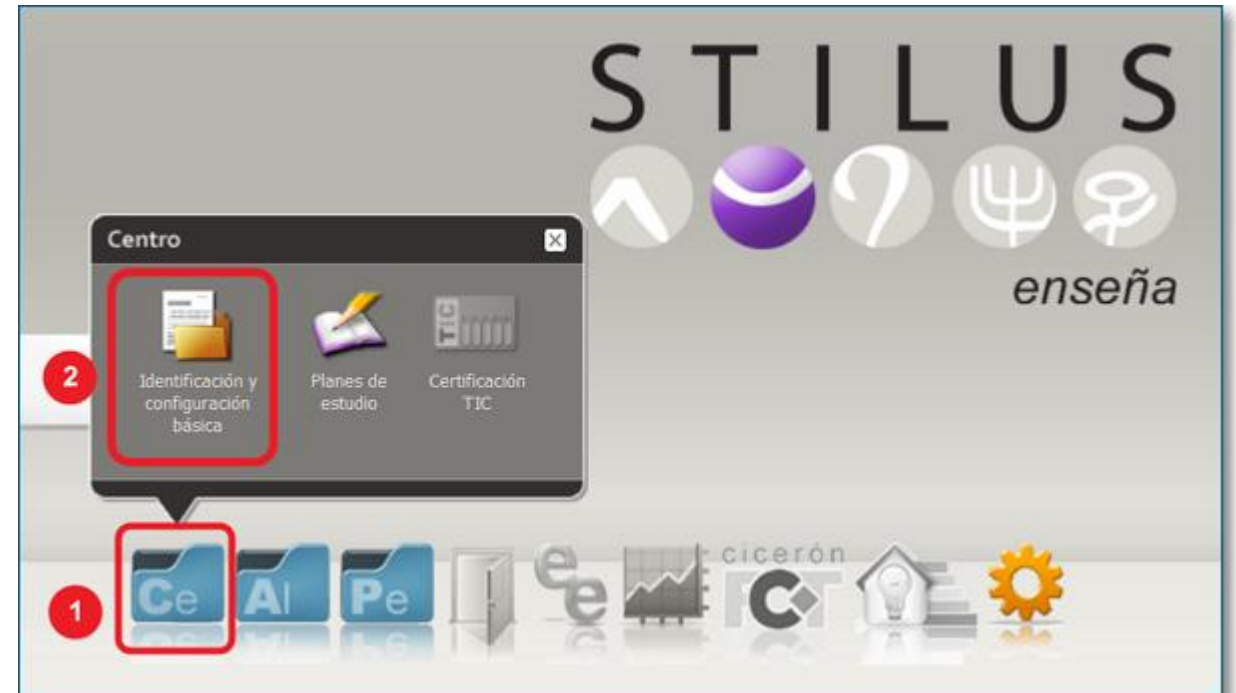 STILUS
enseña
Centro
2
TIC
Identificación y
configuración
básica
Planes de
estudio
Certificación
TIC
1
Ce
Al
Pe
ee
cicerón
FCT